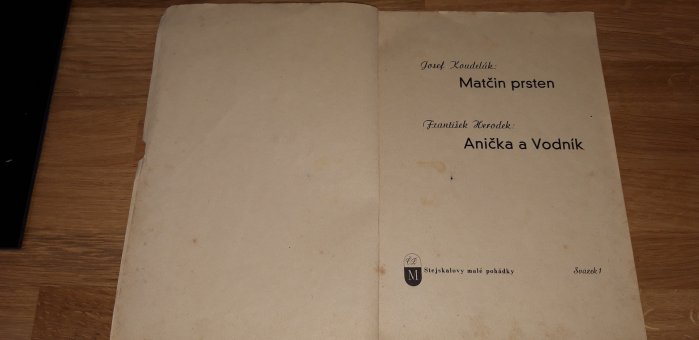 Josef Koudelák:
Matčin prsten
František Herodek:
Anička a Vodník
M
Stejskalovy malé pohádky
Svazek 1